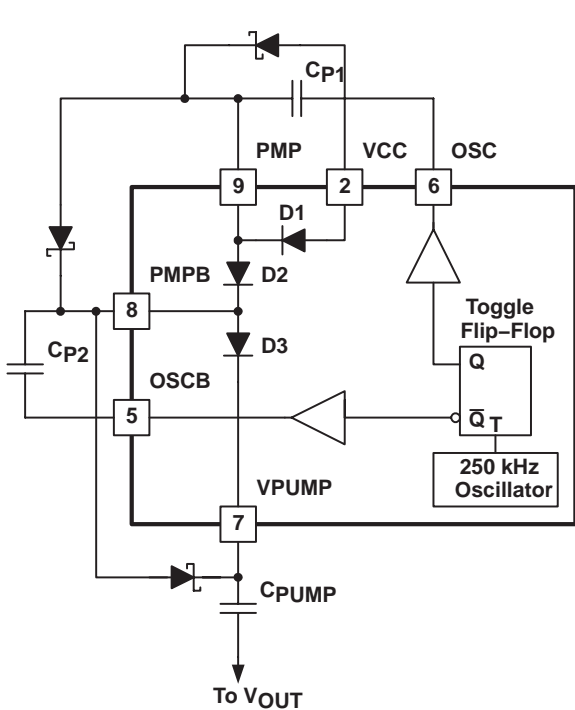 CP1
PMP VCC OSC
9 2 6
D1
PMPB D2
8
Toggle
Flip–Flop
D3
CP2
Q
OSCB
5
Q̅ T
250 kHz
Oscillator
VPUMP
7
CPUMP
To VOUT